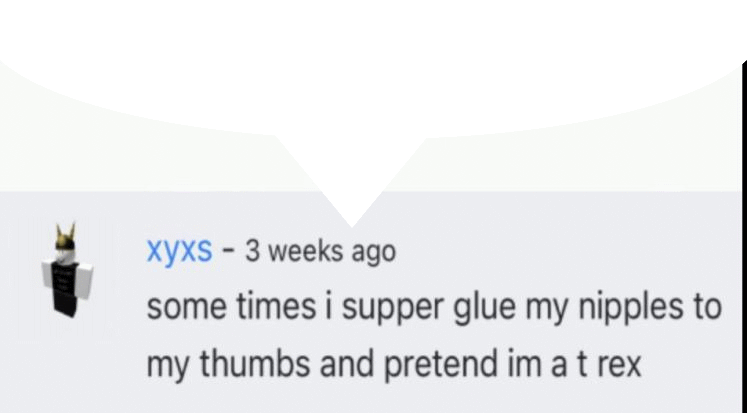 xyxs - 3 weeks ago
some times i supper glue my nipples to
my thumbs and pretend im a t rex